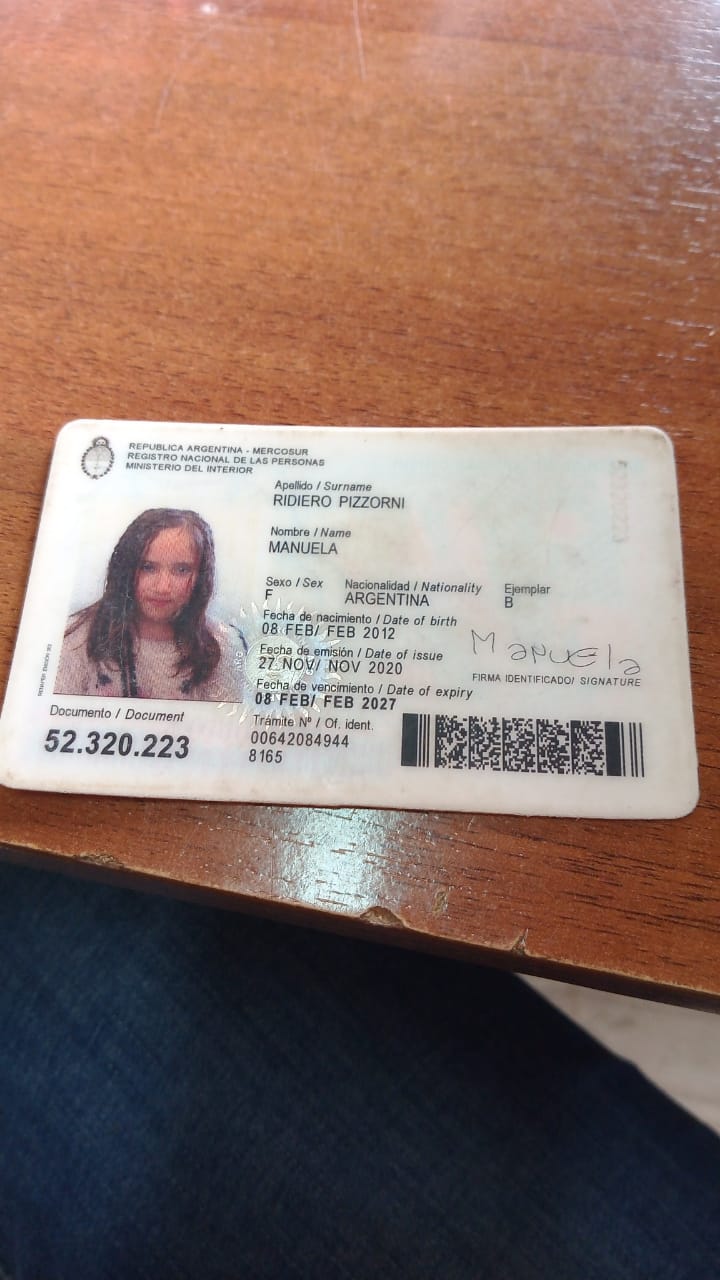 REPUBLICA ARGENTINA - MERCOSUR
REGISTRO NACIONAL DE LAS PERSONAS
MINISTERIO DEL INTERIOR
Apellido / Surname
RIDIERO PIZZORNI
Nombre / Name
MANUELA
Sexo / Sex Nacionalidad / Nationality Ejemplar
F ARGENTINA B
Fecha de nacimiento / Date of birth
08 FEB/ FEB 2012
Fecha de emisión / Date of issue
27 NOV/ NOV 2020
Fecha de vencimiento / Date of expiry
08 FEB/ FEB 2027
Manuela
FIRMA IDENTIFICADO/ SIGNATURE
Documento / Document
52.320.223
Trámite Nº / Of. ident.
00642084944
8165